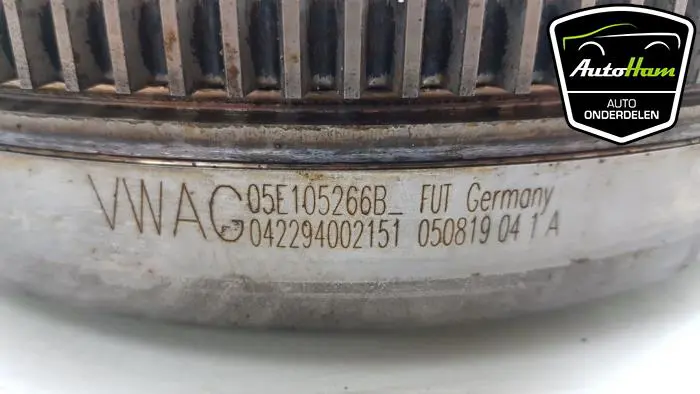 AutoHam
AUTO
ONDERDELEN
VWAG 05E105266B_ FUT Germany
042294002151 050819 04 1 A